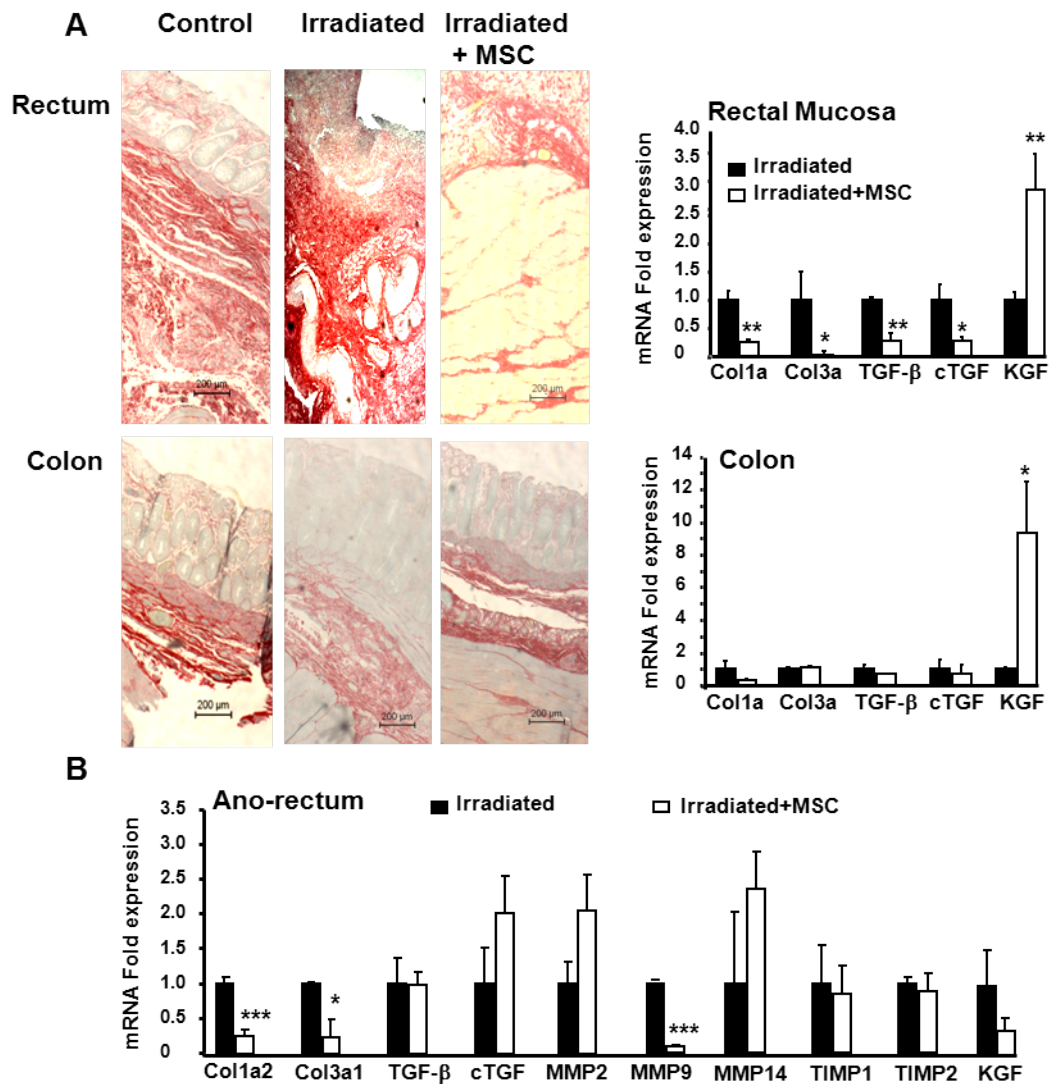 A
Control
Irradiated
Irradiated
+ MSC
Rectum
200 µm
200 µm
200 µm
Rectal Mucosa
mRNA Fold expression
4.0
3.5
3.0
2.5
2.0
1.5
1.0
0.5
0
Irradiated
Irradiated+MSC
**
*
**
*
**
Col1a Col3a TGF-β cTGF KGF
Colon
200 µm
200 µm
200 µm
Colon
mRNA Fold expression
14
12
10
8
6
4
2
0
*
Col1a Col3a TGF-β cTGF KGF
B
Ano-rectum
Irradiated
Irradiated+MSC
mRNA Fold expression
3.5
3.0
2.5
2.0
1.5
1.0
0.5
0
***
*
***
Col1a2 Col3a1 TGF-β cTGF MMP2 MMP9 MMP14 TIMP1 TIMP2 KGF